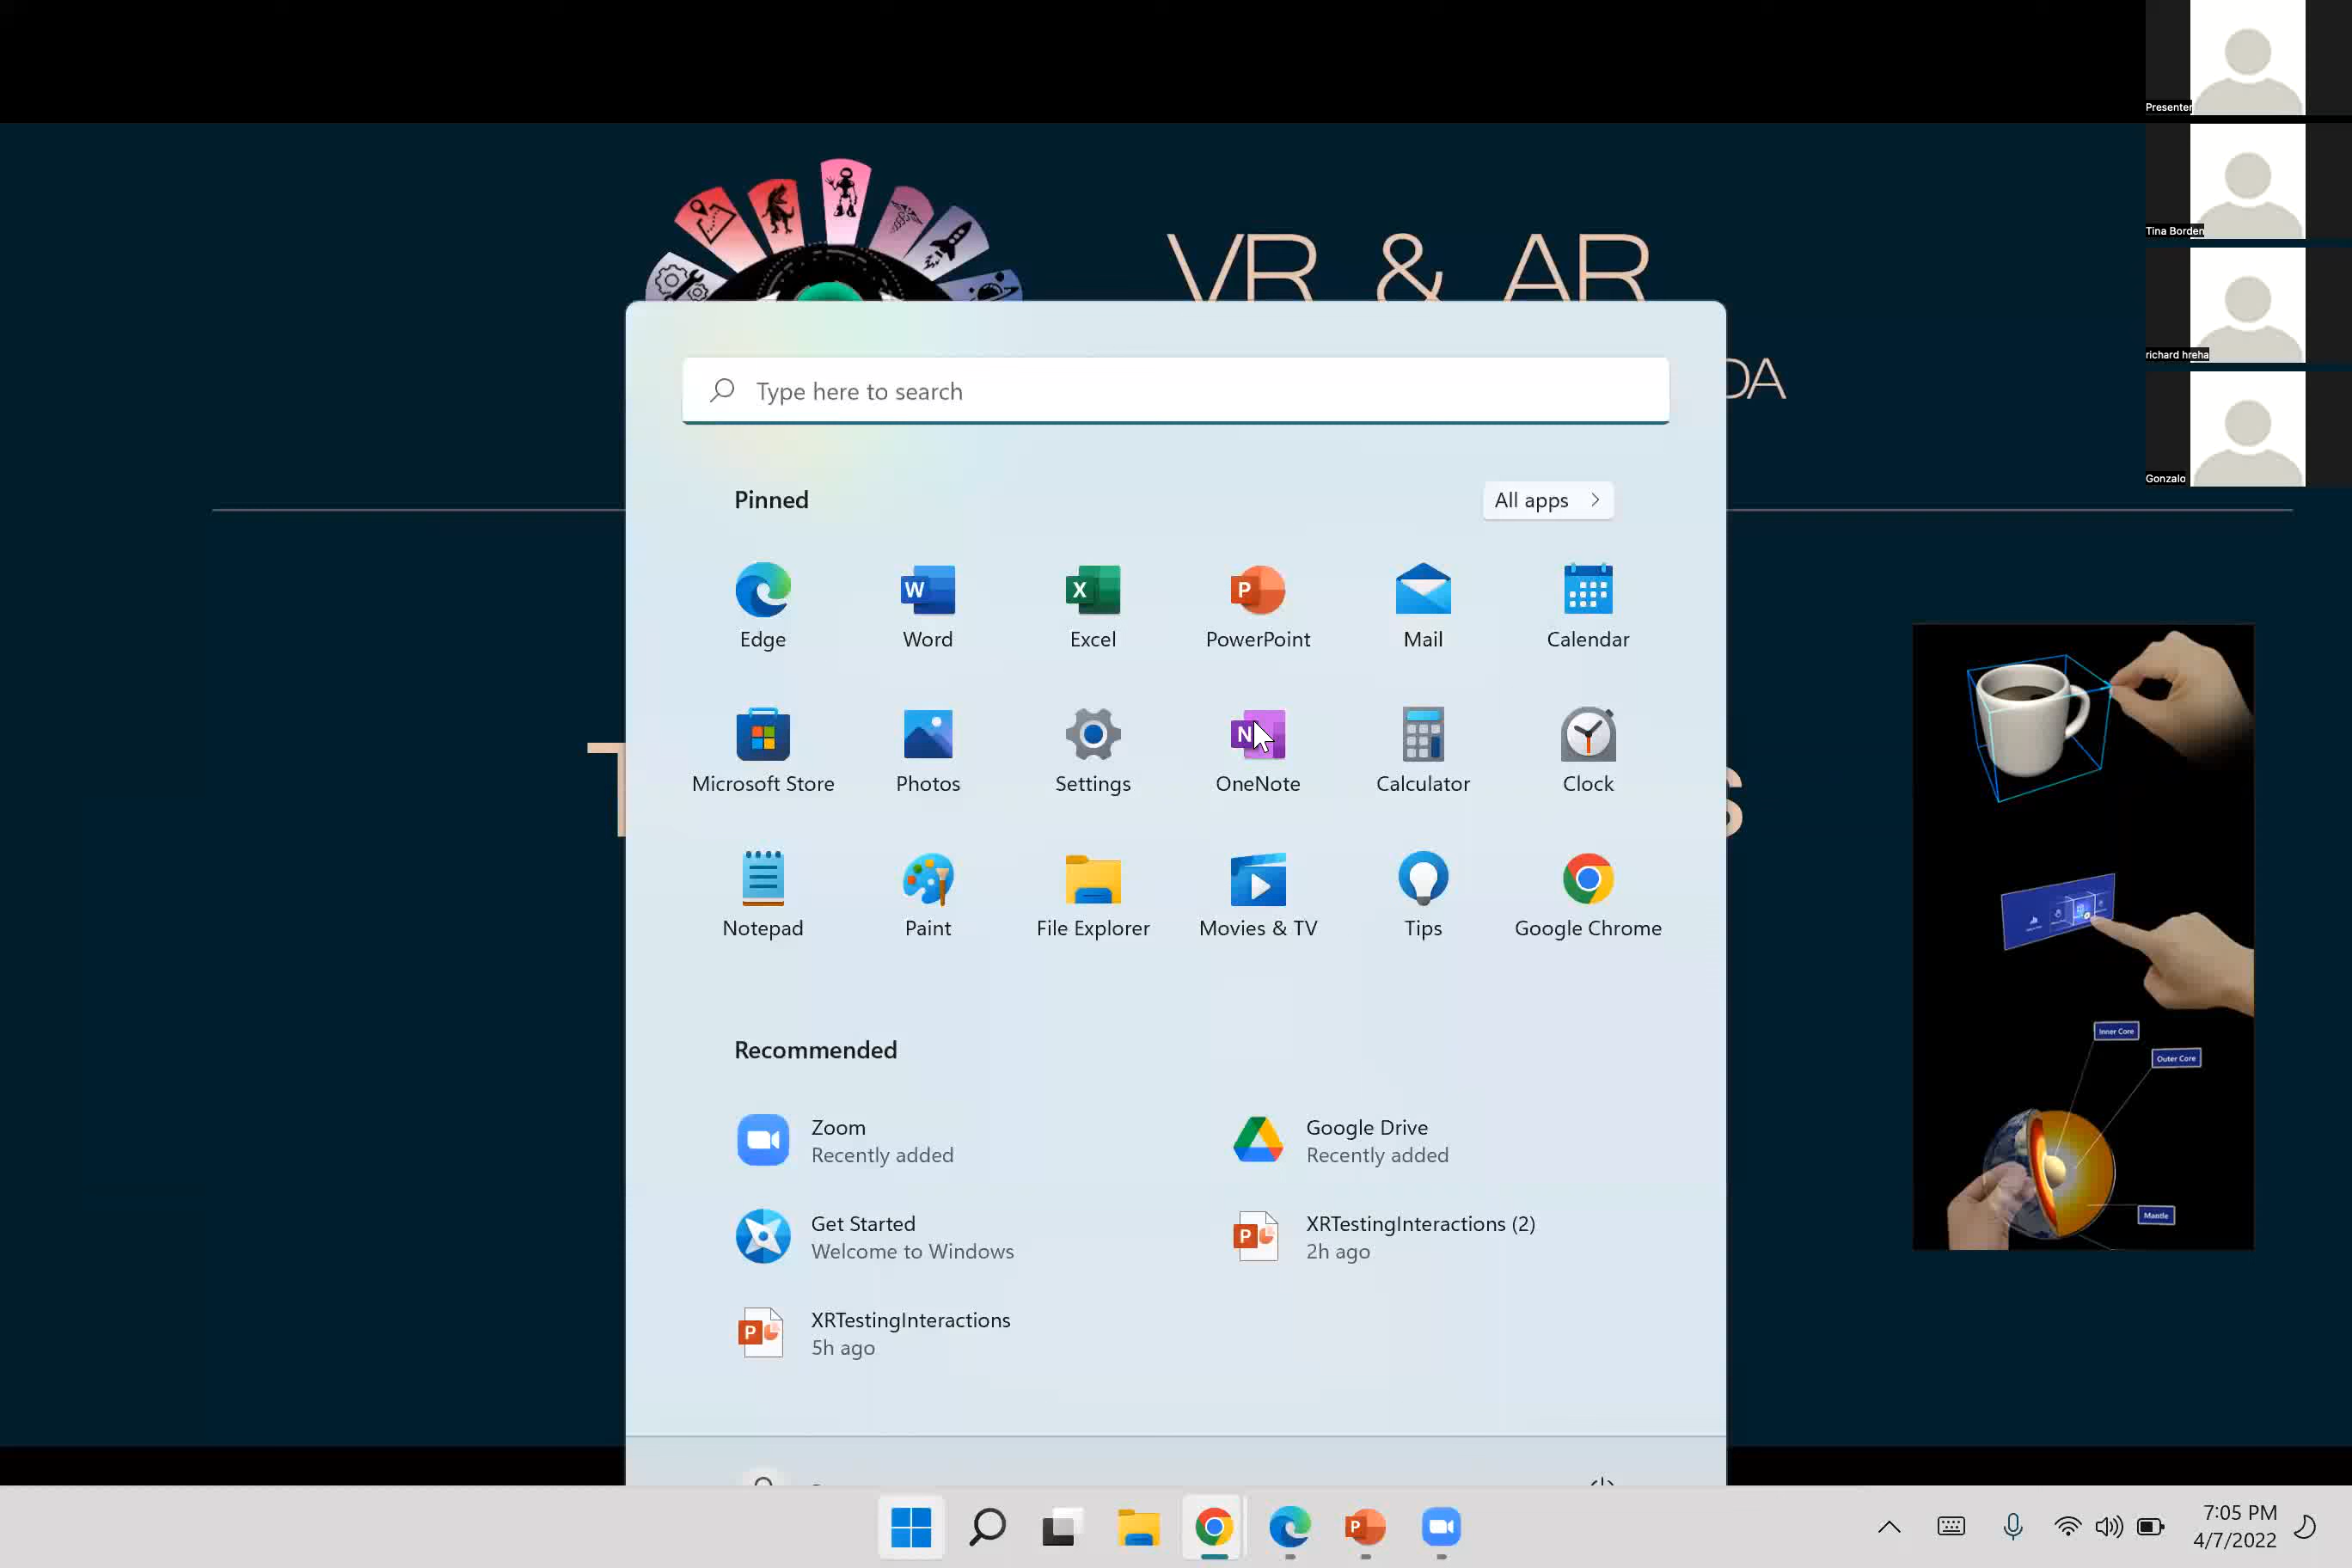 Presenter
Tina Borden
richard hreha
Gonzalo
VR & AR
DA
Type here to search
Pinned
All apps
Edge
Word
Excel
PowerPoint
Mail
Calendar
Microsoft Store
Photos
Settings
OneNote
Calculator
Clock
Notepad
Paint
File Explorer
Movies & TV
Tips
Google Chrome
T
S
Inner Core
Outer Core
Mantle
Recommended
Zoom
Recently added
Google Drive
Recently added
Get Started
Welcome to Windows
XRTestingInteractions (2)
2h ago
XRTestingInteractions
5h ago
7:05 PM
4/7/2022